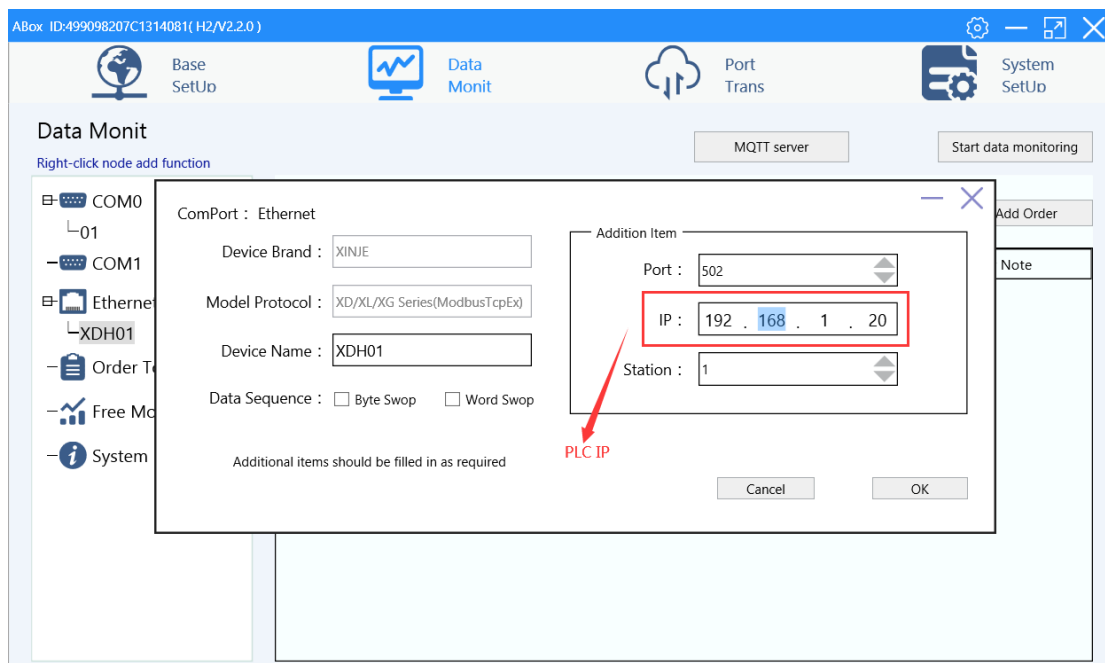 ABox ID:499098207C1314081( H2/V2.2.0 )
Base
SetUp
Data
Monit
Port
Trans
System
SetUp
Data Monit
Right-click node add function
MQTT server
Start data monitoring
COM0
01
COM1
Ethernet
XDH01
Order T
Free Mo
System
ComPort : Ethernet
Device Brand : XINJE
Model Protocol : XD/XL/XG Series(ModbusTcpEx)
Device Name : XDH01
Data Sequence : Byte Swop Word Swop
Additional items should be filled in as required
Addition Item
Port : 502
IP : 192 . 168 . 1 . 20
Station : 1
PLC IP
Cancel
OK
Add Order
Note